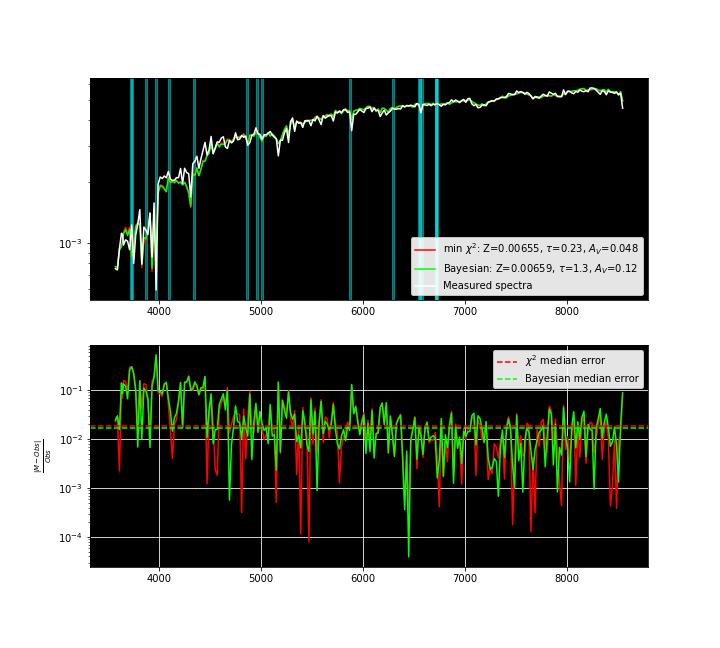 10⁻³
4000 5000 6000 7000 8000
min χ²: Z=0.00655, τ=0.23, A_V=0.048
Bayesian: Z=0.00659, τ=1.3, A_V=0.12
Measured spectra
10⁻¹
10⁻²
10⁻³
10⁻⁴
|M−Obs|
Obs
χ² median error
Bayesian median error
4000 5000 6000 7000 8000